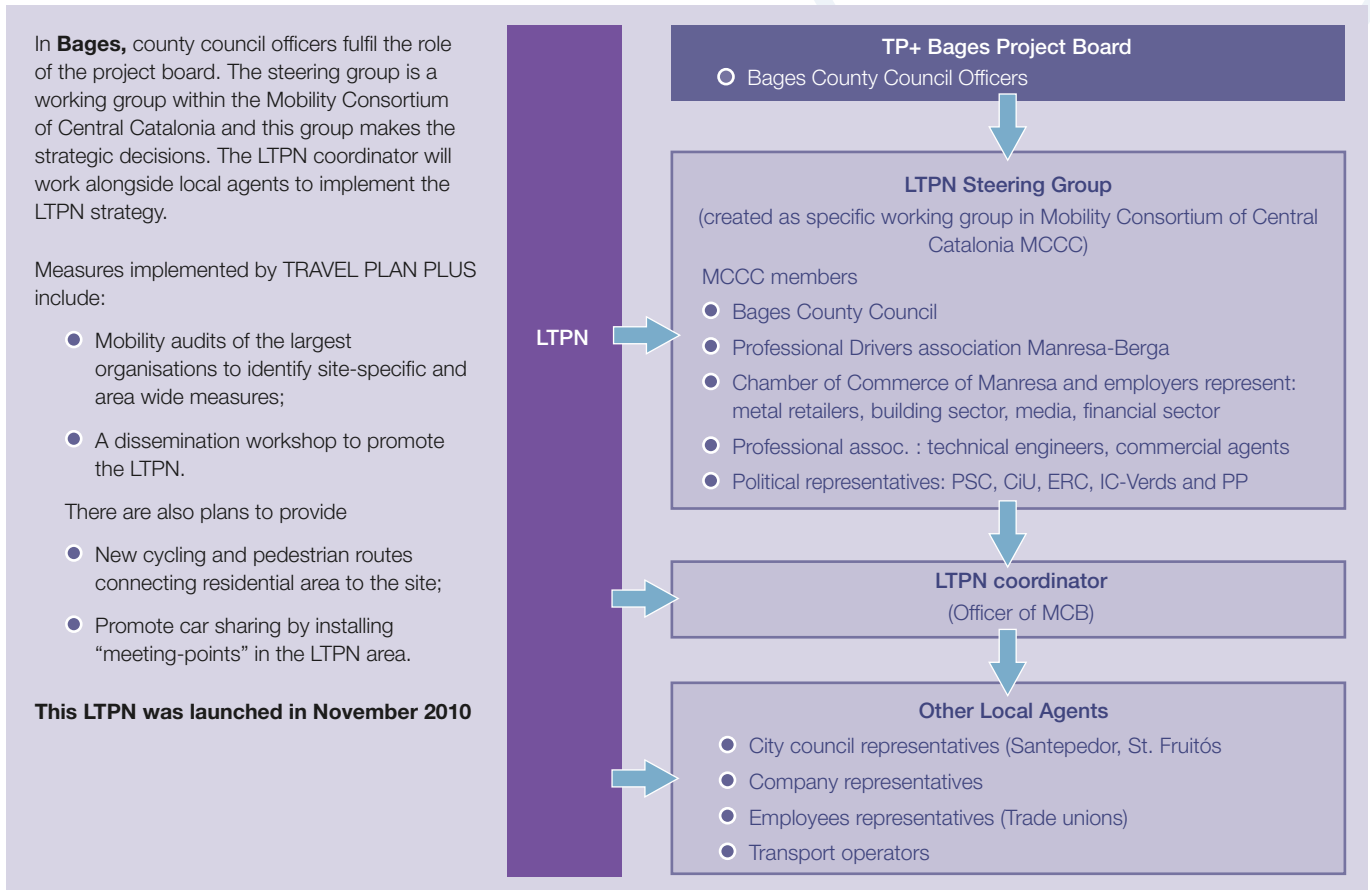 In Bages, county council officers fulfil the role
of the project board. The steering group is a
working group within the Mobility Consortium
of Central Catalonia and this group makes the
strategic decisions. The LTPN coordinator will
work alongside local agents to implement the
LTPN strategy.
Measures implemented by TRAVEL PLAN PLUS
include:
Mobility audits of the largest
organisations to identify site-specific and
area wide measures;
A dissemination workshop to promote
the LTPN.
There are also plans to provide
New cycling and pedestrian routes
connecting residential area to the site;
Promote car sharing by installing
“meeting-points” in the LTPN area.
This LTPN was launched in November 2010
LTPN
TP+ Bages Project Board
Bages County Council Officers
LTPN Steering Group
(created as specific working group in Mobility Consortium of Central
Catalonia MCCC)
MCCC members
Bages County Council
Professional Drivers association Manresa-Berga
Chamber of Commerce of Manresa and employers represent:
metal retailers, building sector, media, financial sector
Professional assoc. : technical engineers, commercial agents
Political representatives: PSC, CiU, ERC, IC-Verds and PP
LTPN coordinator
(Officer of MCB)
Other Local Agents
City council representatives (Santepedor, St. Fruitós
Company representatives
Employees representatives (Trade unions)
Transport operators